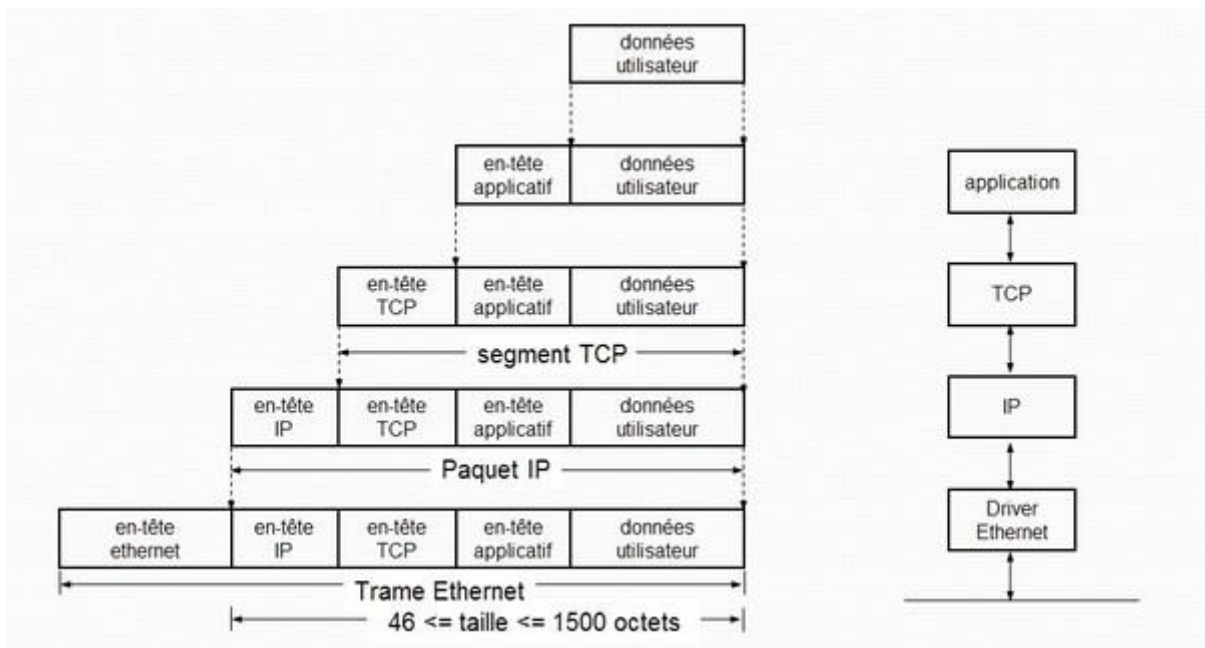 données
utilisateur
en-tête
applicatif
données
utilisateur
application
en-tête
TCP
en-tête
applicatif
données
utilisateur
TCP
segment TCP
en-tête
IP
en-tête
TCP
en-tête
applicatif
données
utilisateur
IP
Paquet IP
en-tête
ethernet
en-tête
IP
en-tête
TCP
en-tête
applicatif
données
utilisateur
Driver
Ethernet
Trame Ethernet
46 <= taille <= 1500 octets